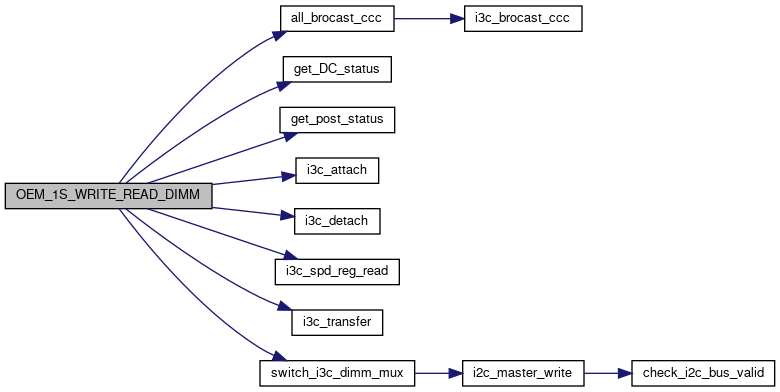 all_brocast_ccc
i3c_brocast_ccc
get_DC_status
get_post_status
i3c_attach
OEM_1S_WRITE_READ_DIMM
i3c_detach
i3c_spd_reg_read
i3c_transfer
switch_i3c_dimm_mux
i2c_master_write
check_i2c_bus_valid